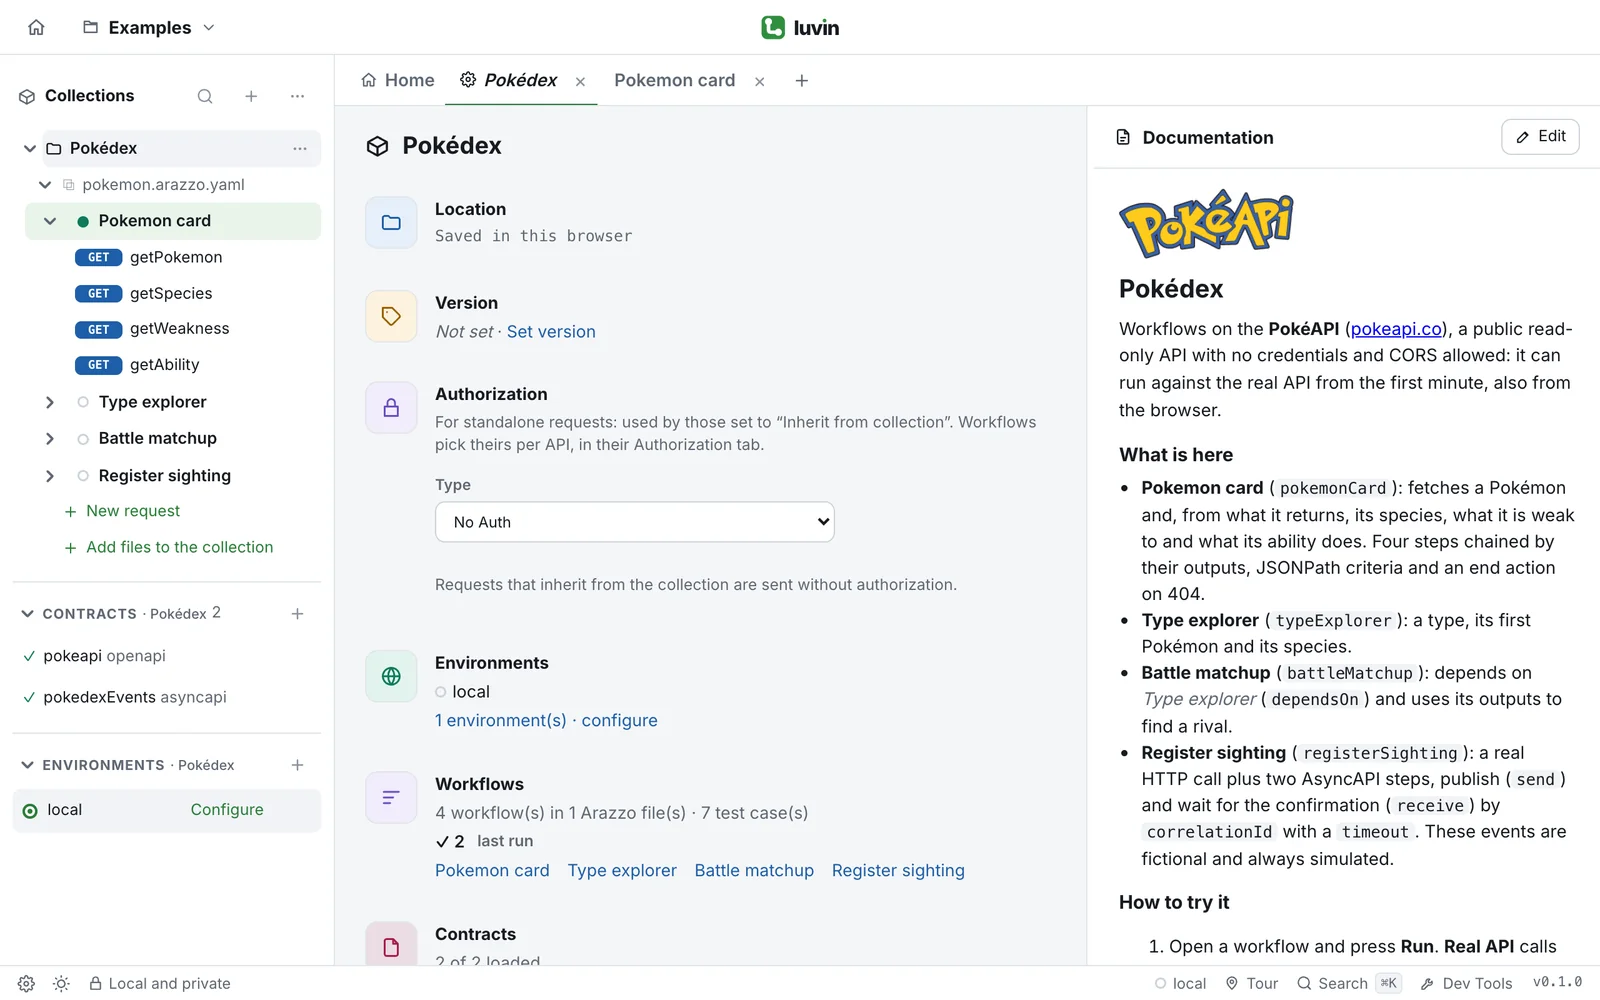 Examples
luvin
Collections
Pokédex
pokemon.arazzo.yaml
Pokemon card
GET getPokemon
GET getSpecies
GET getWeakness
GET getAbility
Type explorer
Battle matchup
Register sighting
+ New request
+ Add files to the collection
CONTRACTS · Pokédex 2
pokeapi openapi
pokedexEvents asyncapi
ENVIRONMENTS · Pokédex
local Configure
Home Pokédex Pokemon card
Pokédex
Location
Saved in this browser
Version
Not set · Set version
Authorization
For standalone requests: used by those set to “Inherit from collection”. Workflows
pick theirs per API, in their Authorization tab.
Type
No Auth
Requests that inherit from the collection are sent without authorization.
Environments
local
1 environment(s) · configure
Workflows
4 workflow(s) in 1 Arazzo file(s) · 7 test case(s)
✓ 2 last run
Pokemon card Type explorer Battle matchup Register sighting
Contracts
2 of 2 loaded
Documentation
Edit
PokéAPi
Pokédex
Workflows on the PokéAPI (pokeapi.co), a public read-
only API with no credentials and CORS allowed: it can
run against the real API from the first minute, also from
the browser.
What is here
• Pokemon card ( pokemonCard ): fetches a Pokémon
and, from what it returns, its species, what it is weak
to and what its ability does. Four steps chained by
their outputs, JSONPath criteria and an end action
on 404.
• Type explorer ( typeExplorer ): a type, its first
Pokémon and its species.
• Battle matchup ( battleMatchup ): depends on
Type explorer ( dependsOn ) and uses its outputs to
find a rival.
• Register sighting ( registerSighting ): a real
HTTP call plus two AsyncAPI steps, publish ( send )
and wait for the confirmation ( receive ) by
correlationId with a timeout . These events are
fictional and always simulated.
How to try it
1. Open a workflow and press Run. Real API calls
Local and private
local Tour Search ⌘K Dev Tools v0.1.0